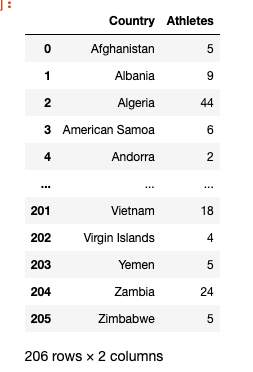 ]:
Country Athletes
0 Afghanistan 5
1 Albania 9
2 Algeria 44
3 American Samoa 6
4 Andorra 2
... ... ...
201 Vietnam 18
202 Virgin Islands 4
203 Yemen 5
204 Zambia 24
205 Zimbabwe 5
206 rows × 2 columns